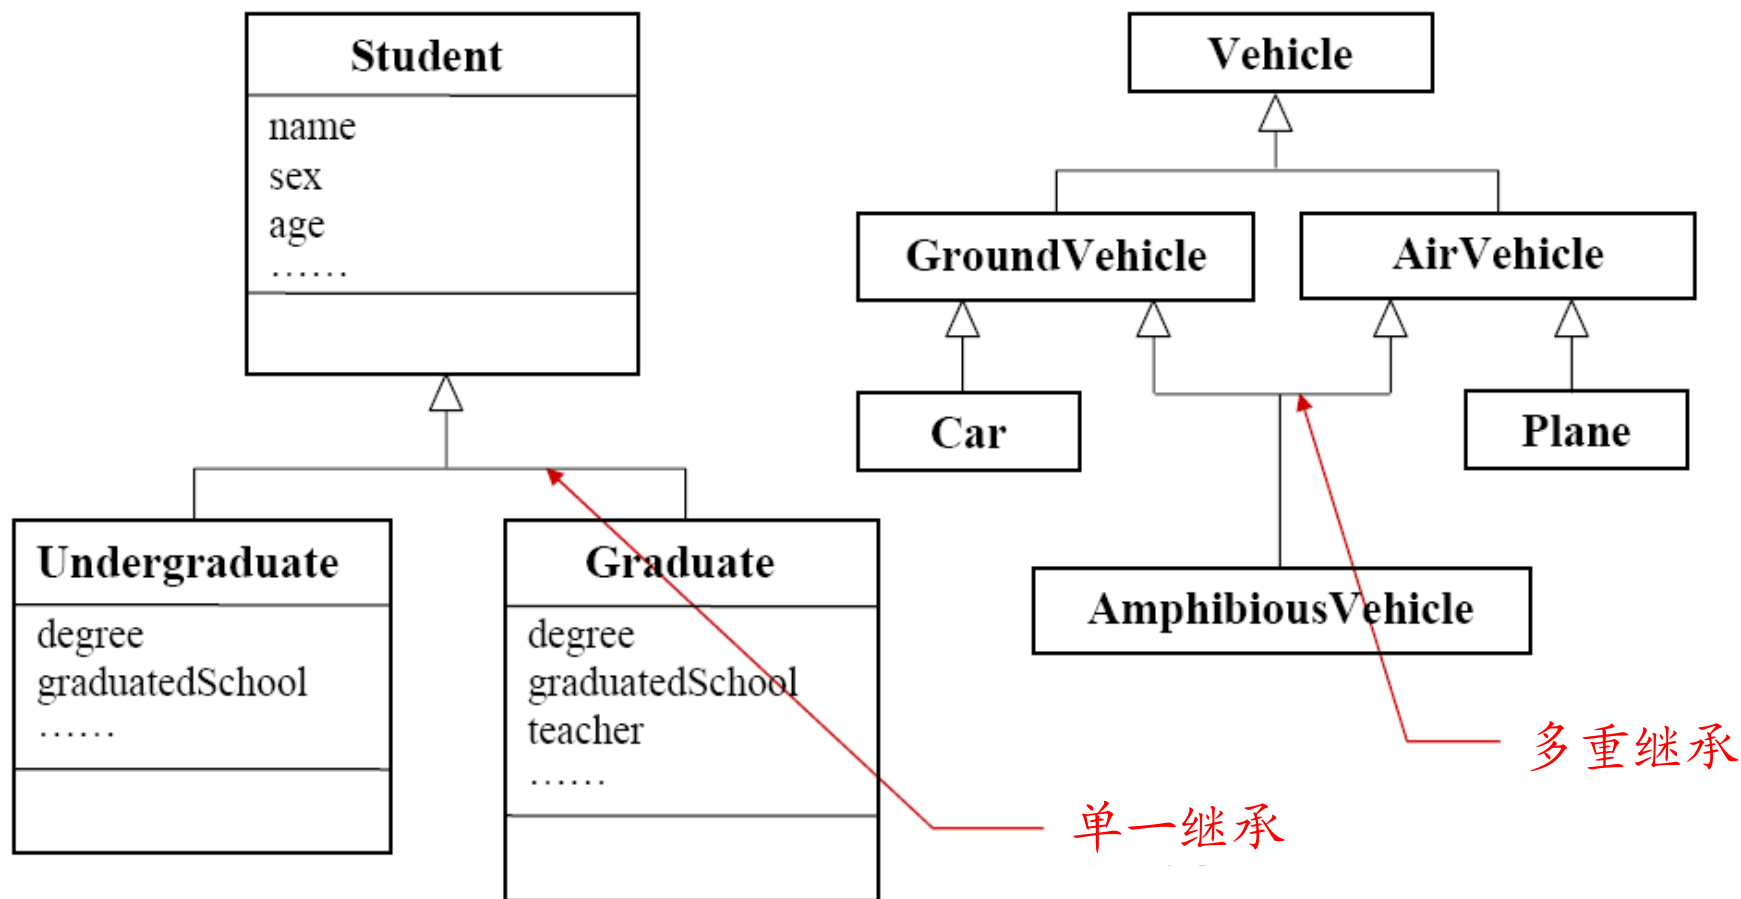 Student
name
sex
age
······
Undergraduate
degree
graduatedSchool
······
Graduate
degree
graduatedSchool
teacher
······
单一继承
Vehicle
GroundVehicle
AirVehicle
Car
Plane
AmphibiousVehicle
多重继承